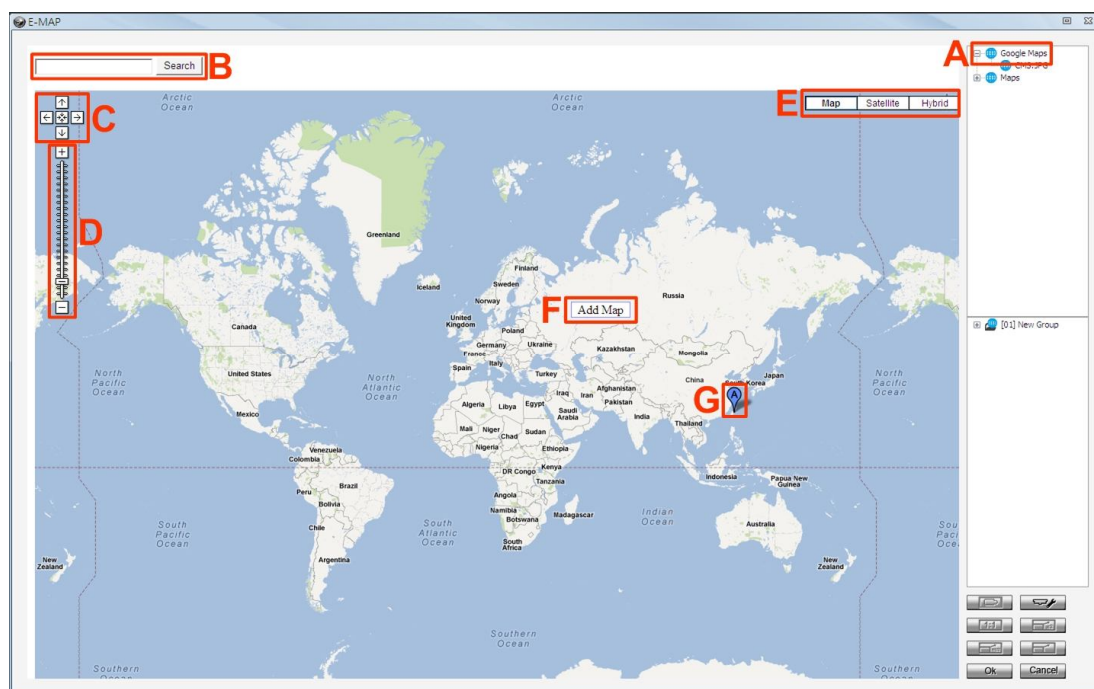 E-MAP
A
Google Maps
CMS.JPG
Maps
B
Search
C
E
Map
Satellite
Hybrid
Arctic
Ocean
Arctic
Ocean
D
Greenland
Iceland
Finland
Sweden
Norway
Russia
F
Add Map
United
Kingdom
Poland
Germany
Ukraine
France
Italy
Spain
Turkey
Kazakhstan
Mongolia
Canada
United States
North
Pacific
Ocean
North
Atlantic
Ocean
Mexico
China
South Korea
Japan
North
Pacific
Ocean
G
A
Afghanistan
Pakistan
Iraq
Iran
Algeria
Libya
Egypt
Saudi
Arabia
India
Thailand
Mali
Niger
Chad
Sudan
Nigeria
Ethiopia
Venezuela
Colombia
DR Congo
Kenya
Tanzania
Indonesia
Papua New
Guinea
Peru
Brazil
Bolivia
Angola
Namibia
Botswana
Madagascar
Indian
Ocean
Chile
South
Pacific
Ocean
South
Atlantic
Ocean
South
Africa
Australia
Argentina
New
Zealand
New
Zealand
Southern
Ocean
Southern
Ocean
Southern
[01] New Group
1:1
Ok
Cancel